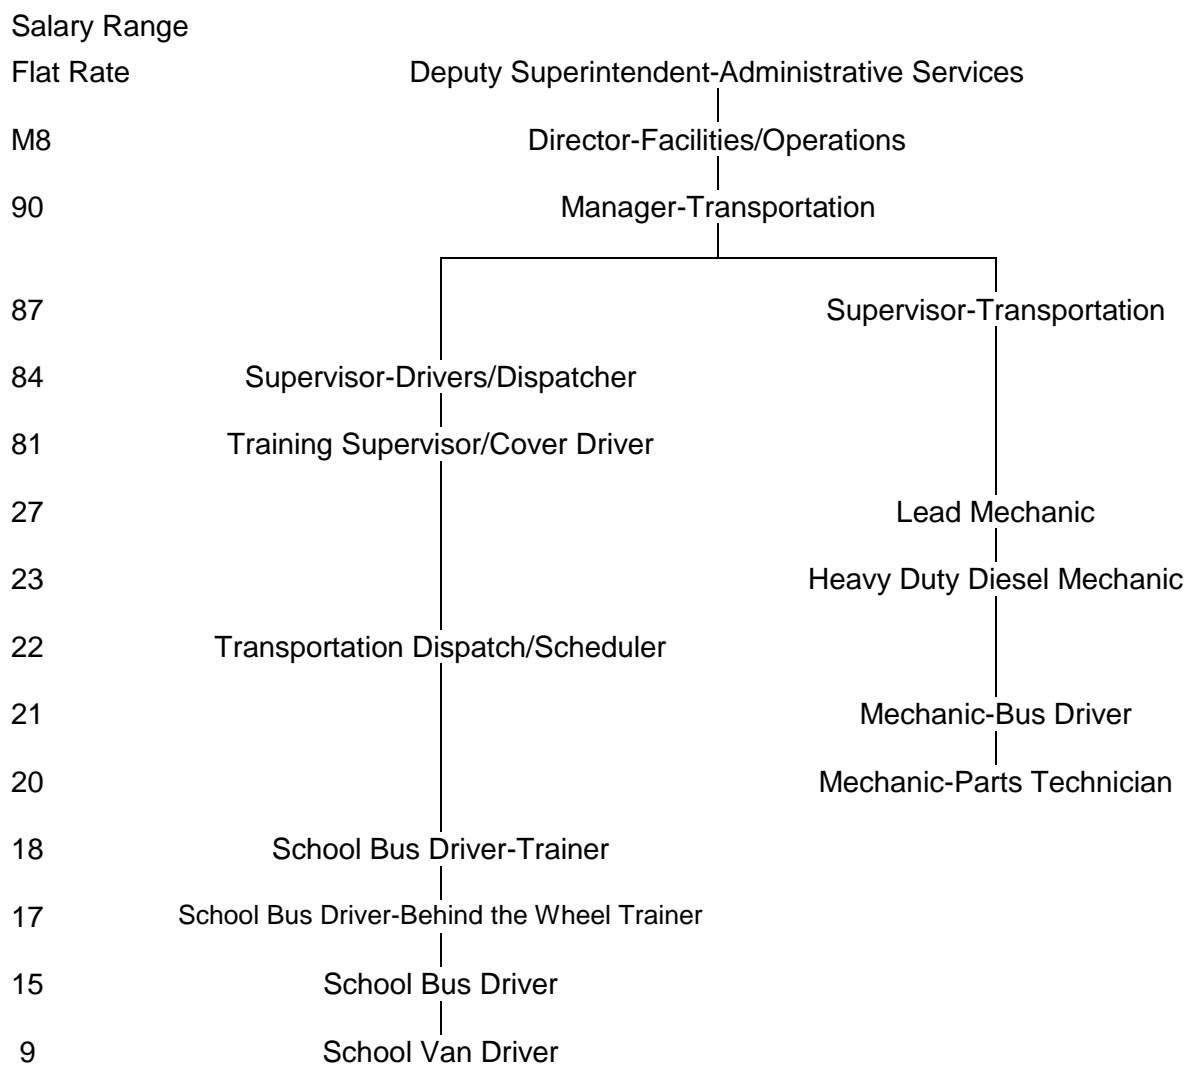 Salary Range
Flat Rate Deputy Superintendent-Administrative Services
M8 Director-Facilities/Operations
90 Manager-Transportation
87 Supervisor-Transportation
84 Supervisor-Drivers/Dispatcher
81 Training Supervisor/Cover Driver
27 Lead Mechanic
23 Heavy Duty Diesel Mechanic
22 Transportation Dispatch/Scheduler
21 Mechanic-Bus Driver
20 Mechanic-Parts Technician
18 School Bus Driver-Trainer
17 School Bus Driver-Behind the Wheel Trainer
15 School Bus Driver
9 School Van Driver